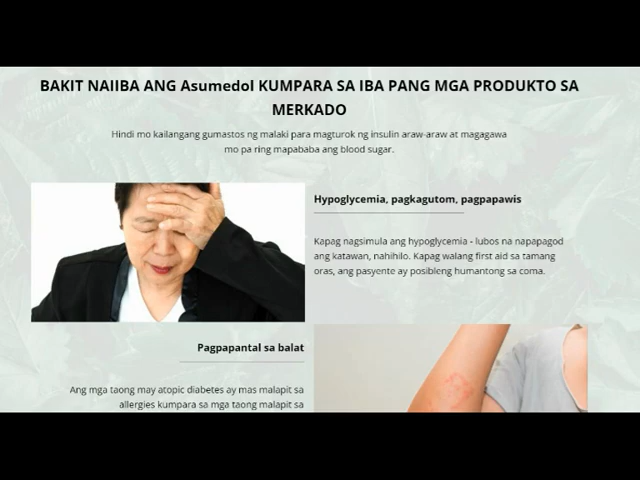 BAKIT NAIIBA ANG Asumedol KUMPARA SA IBA PANG MGA PRODUKTO SA
MERKADO
Hindi mo kailangang gumastos ng malaki para magturok ng insulin araw-araw at magagawa
mo pa ring mapababa ang blood sugar.
Hypoglycemia, pagkagutom, pagpapawis
Kapag nagsimula ang hypoglycemia - lubos na napapagod
ang katawan, nahihilo. Kapag walang first aid sa tamang
oras, ang pasyente ay posibleng humantong sa coma.
Pagpapantal sa balat
Ang mga taong may atopic diabetes ay mas malapit sa
allergies kumpara sa mga taong malapit sa